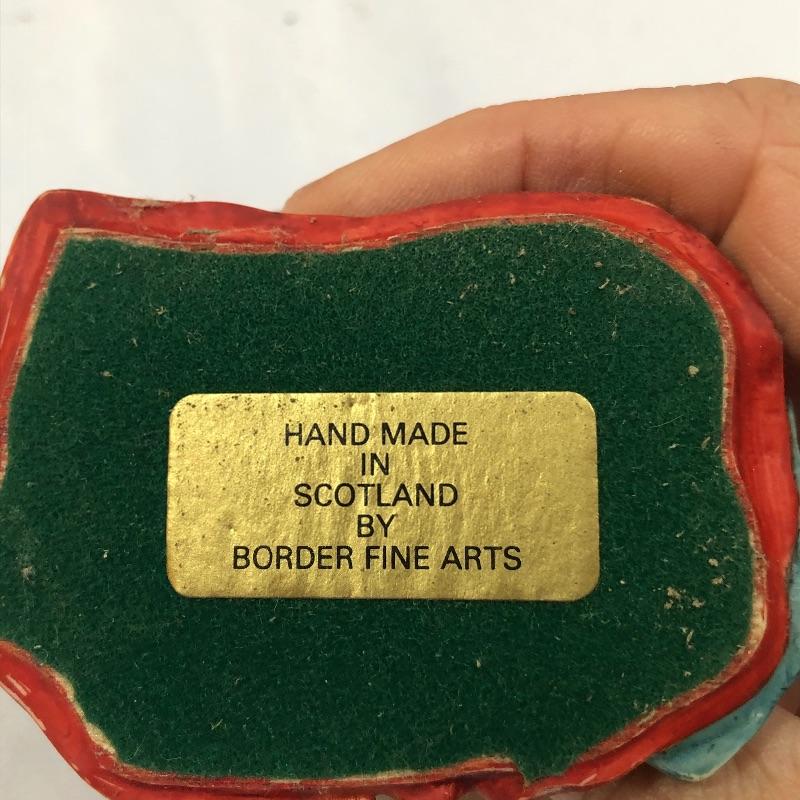 HAND MADE
IN
SCOTLAND
BY
BORDER FINE ARTS